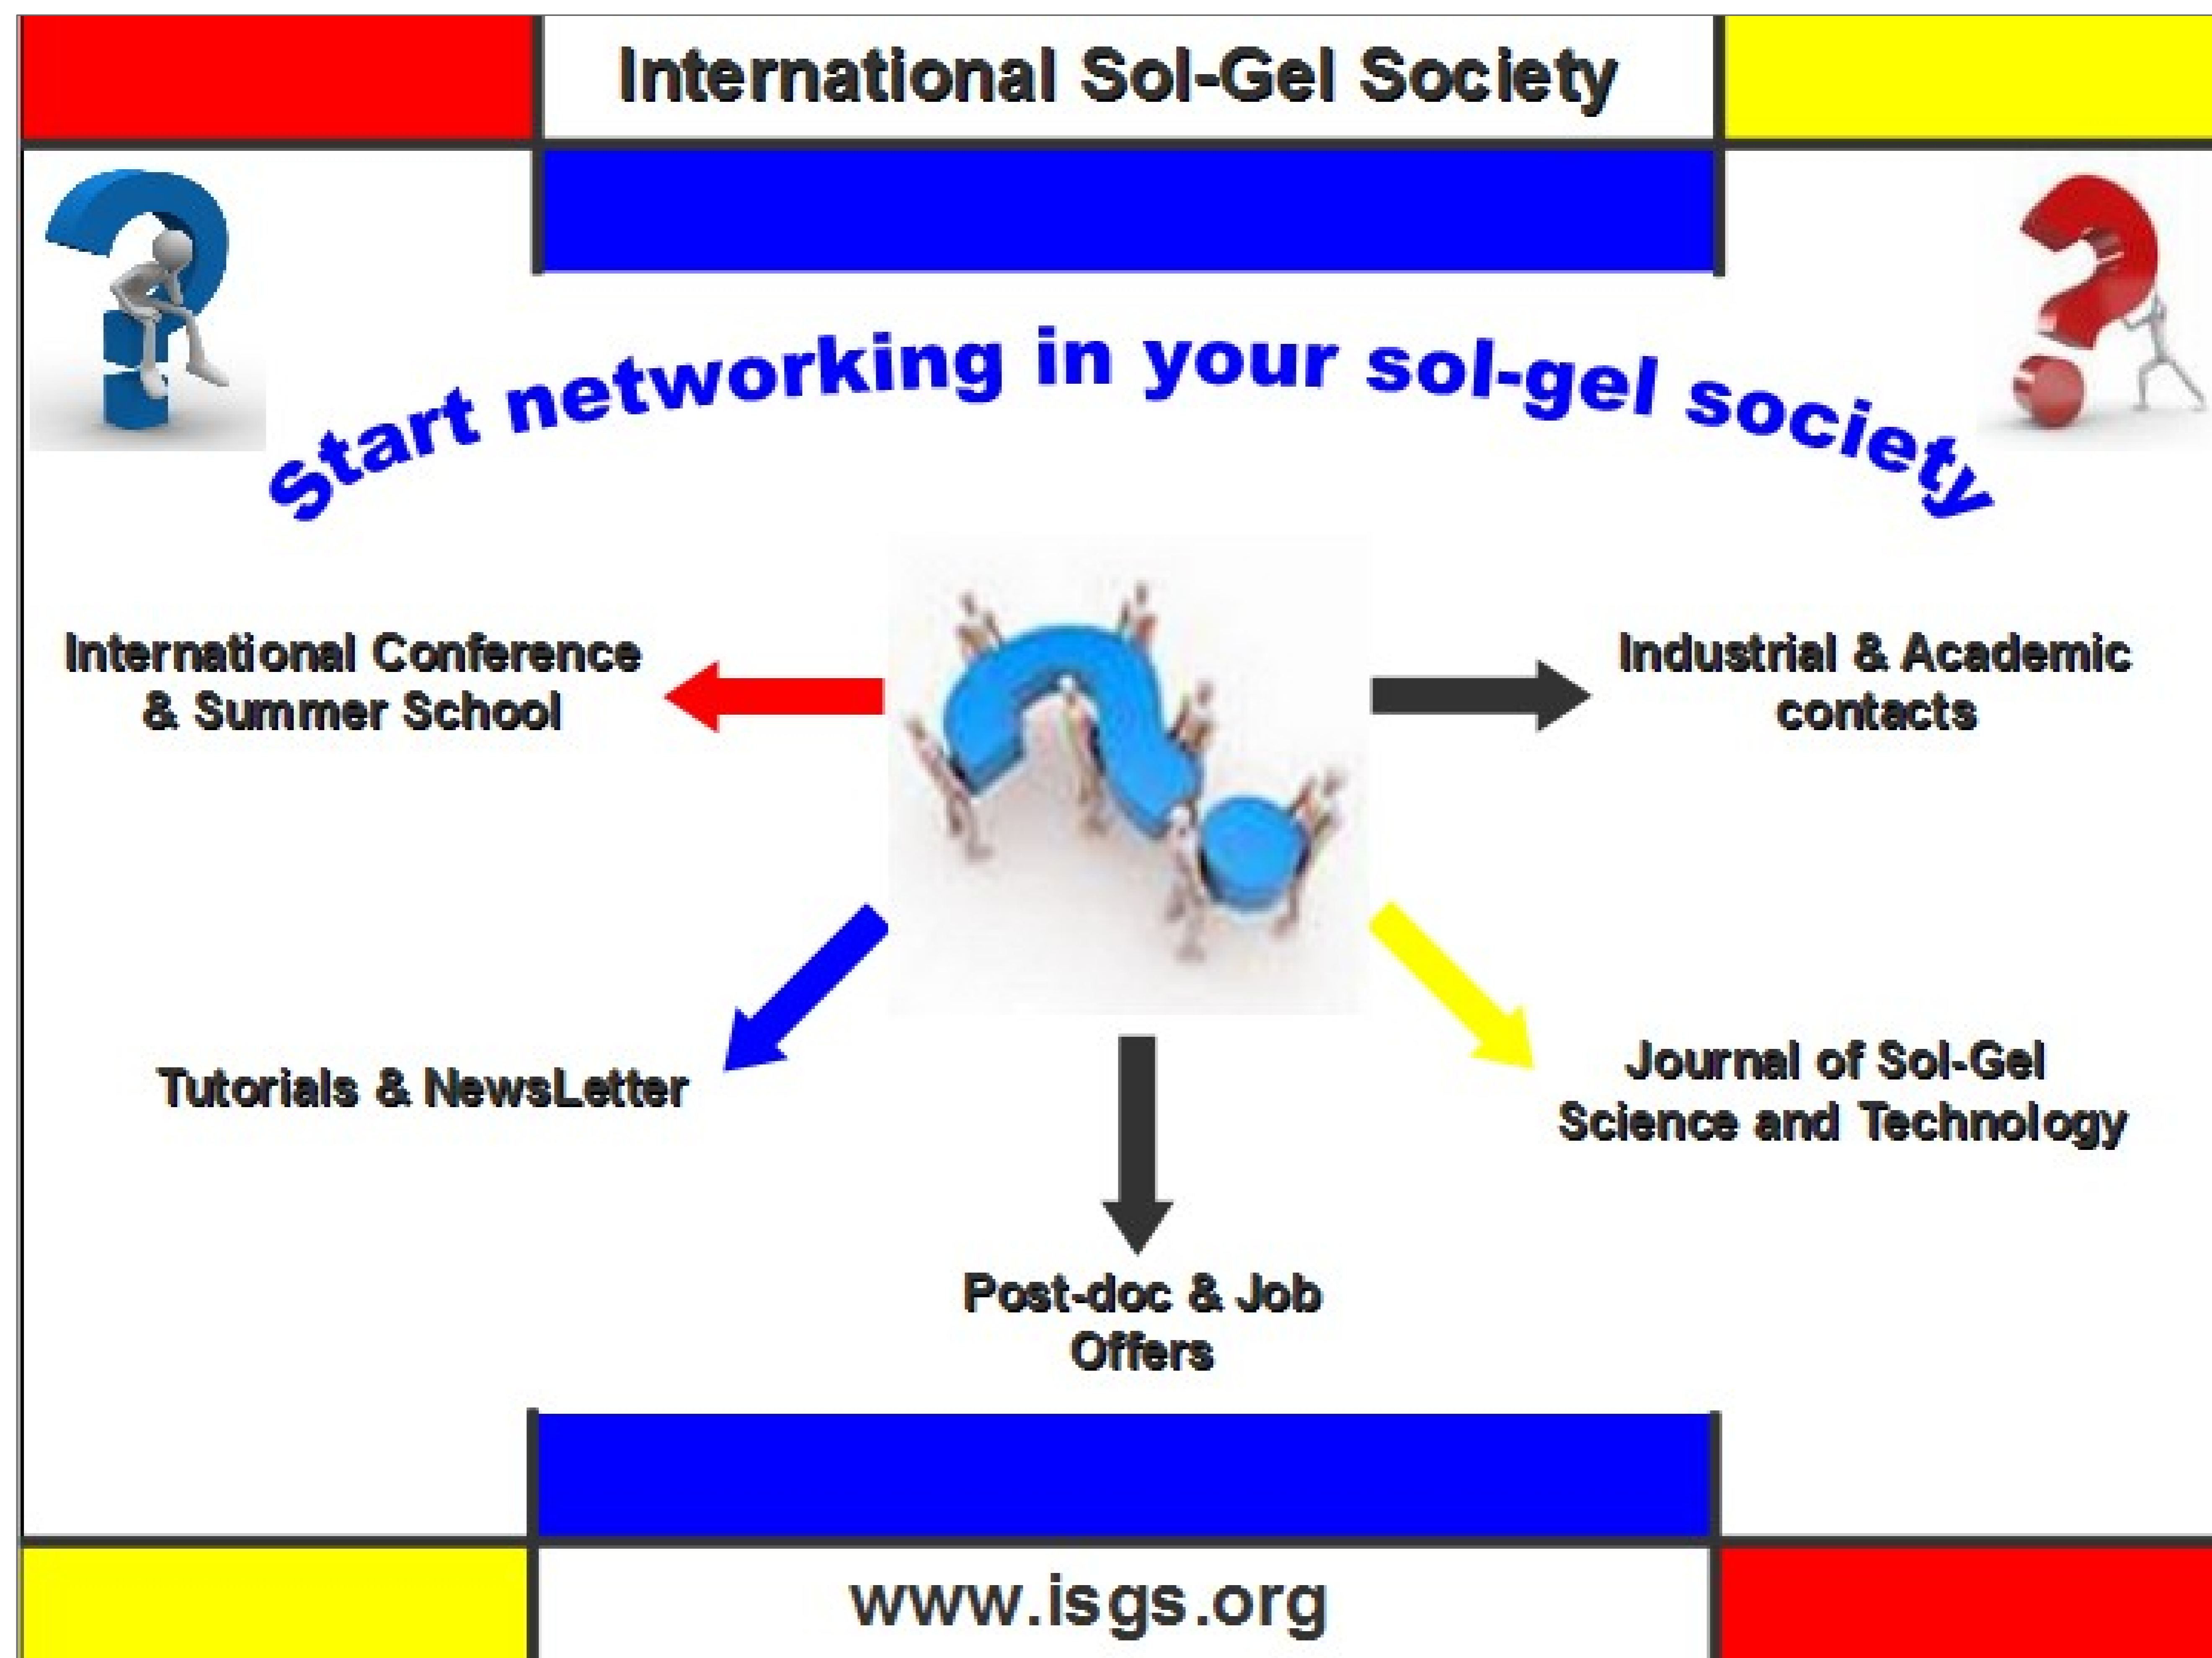 International Sol-Gel Society
Start networking in your sol-gel society
International Conference
& Summer School
Industrial & Academic
contacts
Tutorials & NewsLetter
Journal of Sol-Gel
Science and Technology
Post-doc & Job
Offers
www.isgs.org